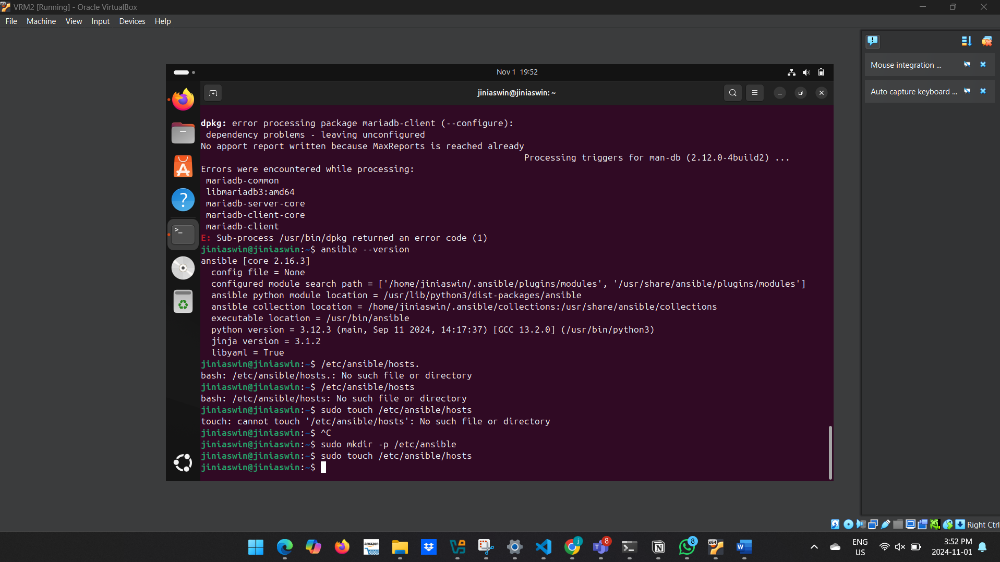 VRM2 [Running] - Oracle VirtualBox
File Machine View Input Devices Help
Mouse integration ...
Auto capture keyboard ...
Nov 1 19:52
jiniaswin@jiniaswin: ~
dpkg: error processing package mariadb-client (--configure):
dependency problems - leaving unconfigured
No apport report written because MaxReports is reached already
Processing triggers for man-db (2.12.0-4build2) ...
Errors were encountered while processing:
mariadb-common
libmariadb3:amd64
mariadb-server-core
mariadb-client-core
mariadb-client
E: Sub-process /usr/bin/dpkg returned an error code (1)
jiniaswin@jiniaswin:~$ ansible --version
ansible [core 2.16.3]
config file = None
configured module search path = ['/home/jiniaswin/.ansible/plugins/modules', '/usr/share/ansible/plugins/modules']
ansible python module location = /usr/lib/python3/dist-packages/ansible
ansible collection location = /home/jiniaswin/.ansible/collections:/usr/share/ansible/collections
executable location = /usr/bin/ansible
python version = 3.12.3 (main, Sep 11 2024, 14:17:37) [GCC 13.2.0] (/usr/bin/python3)
jinja version = 3.1.2
libyaml = True
jiniaswin@jiniaswin:~$ /etc/ansible/hosts.
bash: /etc/ansible/hosts.: No such file or directory
jiniaswin@jiniaswin:~$ /etc/ansible/hosts
bash: /etc/ansible/hosts: No such file or directory
jiniaswin@jiniaswin:~$ sudo touch /etc/ansible/hosts
touch: cannot touch '/etc/ansible/hosts': No such file or directory
jiniaswin@jiniaswin:~$ ^C
jiniaswin@jiniaswin:~$ sudo mkdir -p /etc/ansible
jiniaswin@jiniaswin:~$ sudo touch /etc/ansible/hosts
jiniaswin@jiniaswin:~$
Right Ctrl
amazon
j
8
8
x64
ENG
US
3:52 PM
2024-11-01